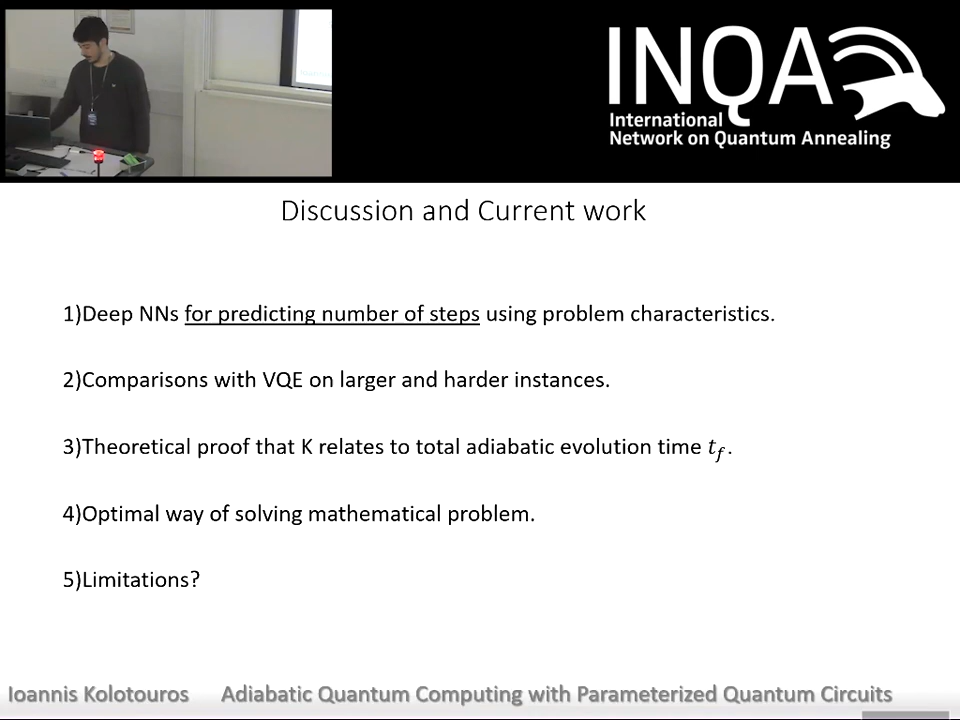 INQA
International
Network on Quantum Annealing
Discussion and Current work
1)Deep NNs for predicting number of steps using problem characteristics.
2)Comparisons with VQE on larger and harder instances.
3)Theoretical proof that K relates to total adiabatic evolution time t_f.
4)Optimal way of solving mathematical problem.
5)Limitations?
Ioannis Kolotouros Adiabatic Quantum Computing with Parameterized Quantum Circuits